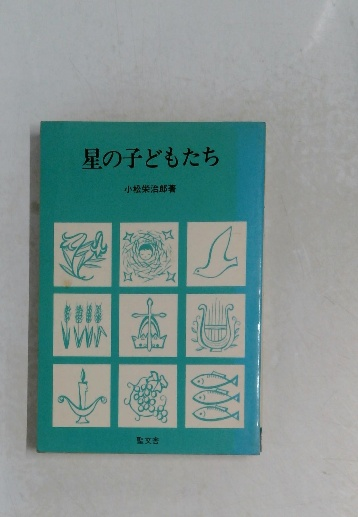 星の子どもたち
小松栄治郎著
聖文舎